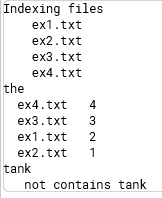 Indexing files
ex1.txt
ex2.txt
ex3.txt
ex4.txt
the
ex4.txt 4
ex3.txt 3
ex1.txt 2
ex2.txt 1
tank
not contains tank